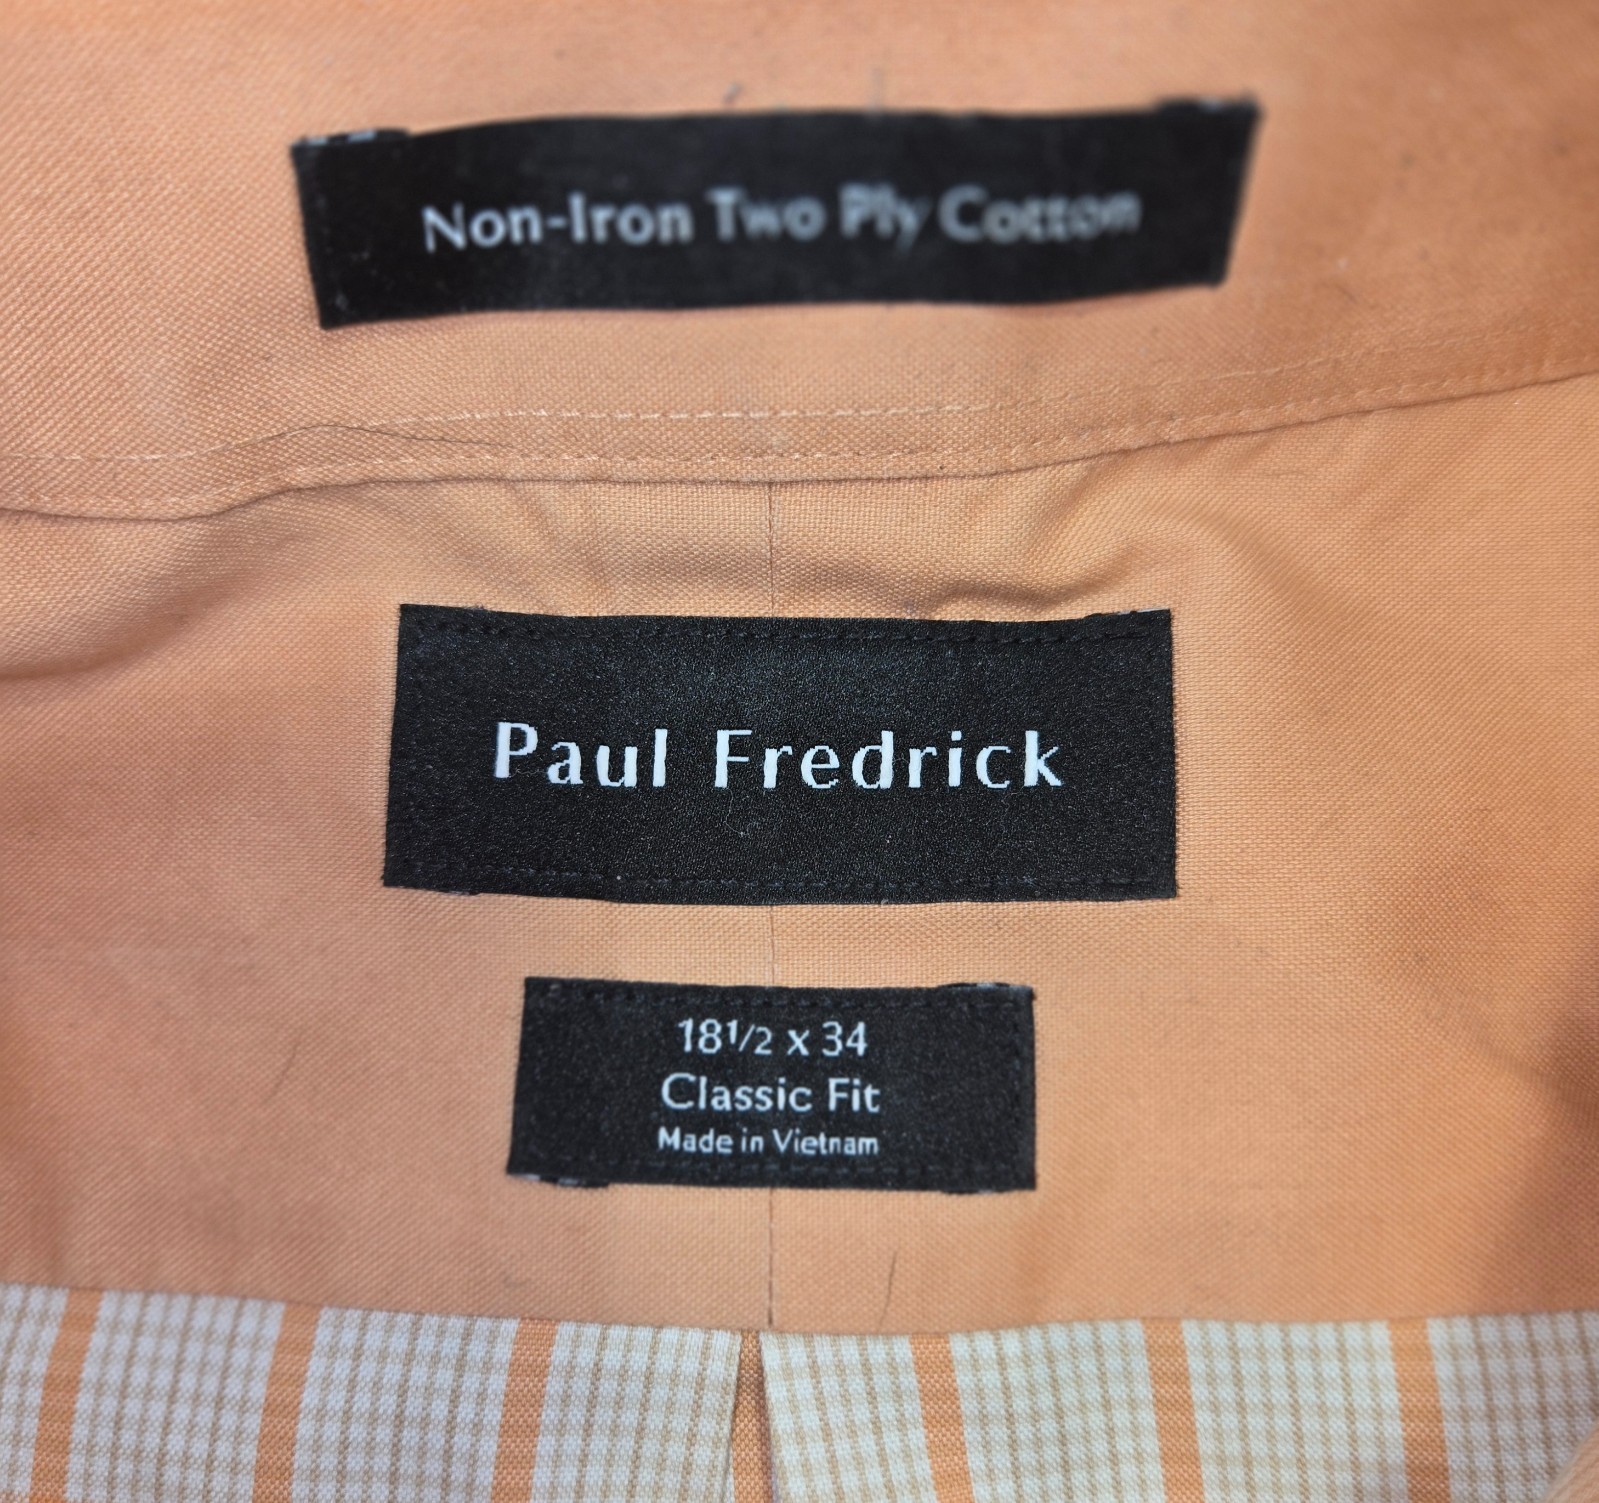 Non-Iron Two Ply Cotton
Paul Fredrick
18 1/2 x 34
Classic Fit
Made in Vietnam